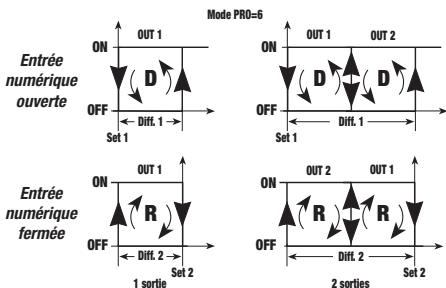 Mode PRO=6
OUT 1
OUT 1 OUT 2
ON
ON
Entrée
numérique
ouverte
D
D D
OFF
OFF
Diff. 1
Diff. 1
Set 1
Set 1
OUT 1
OUT 2 OUT 1
ON
ON
Entrée
numérique
fermée
R
R R
OFF
OFF
Diff. 2
Diff. 2
Set 2
Set 2
1 sortie
2 sorties